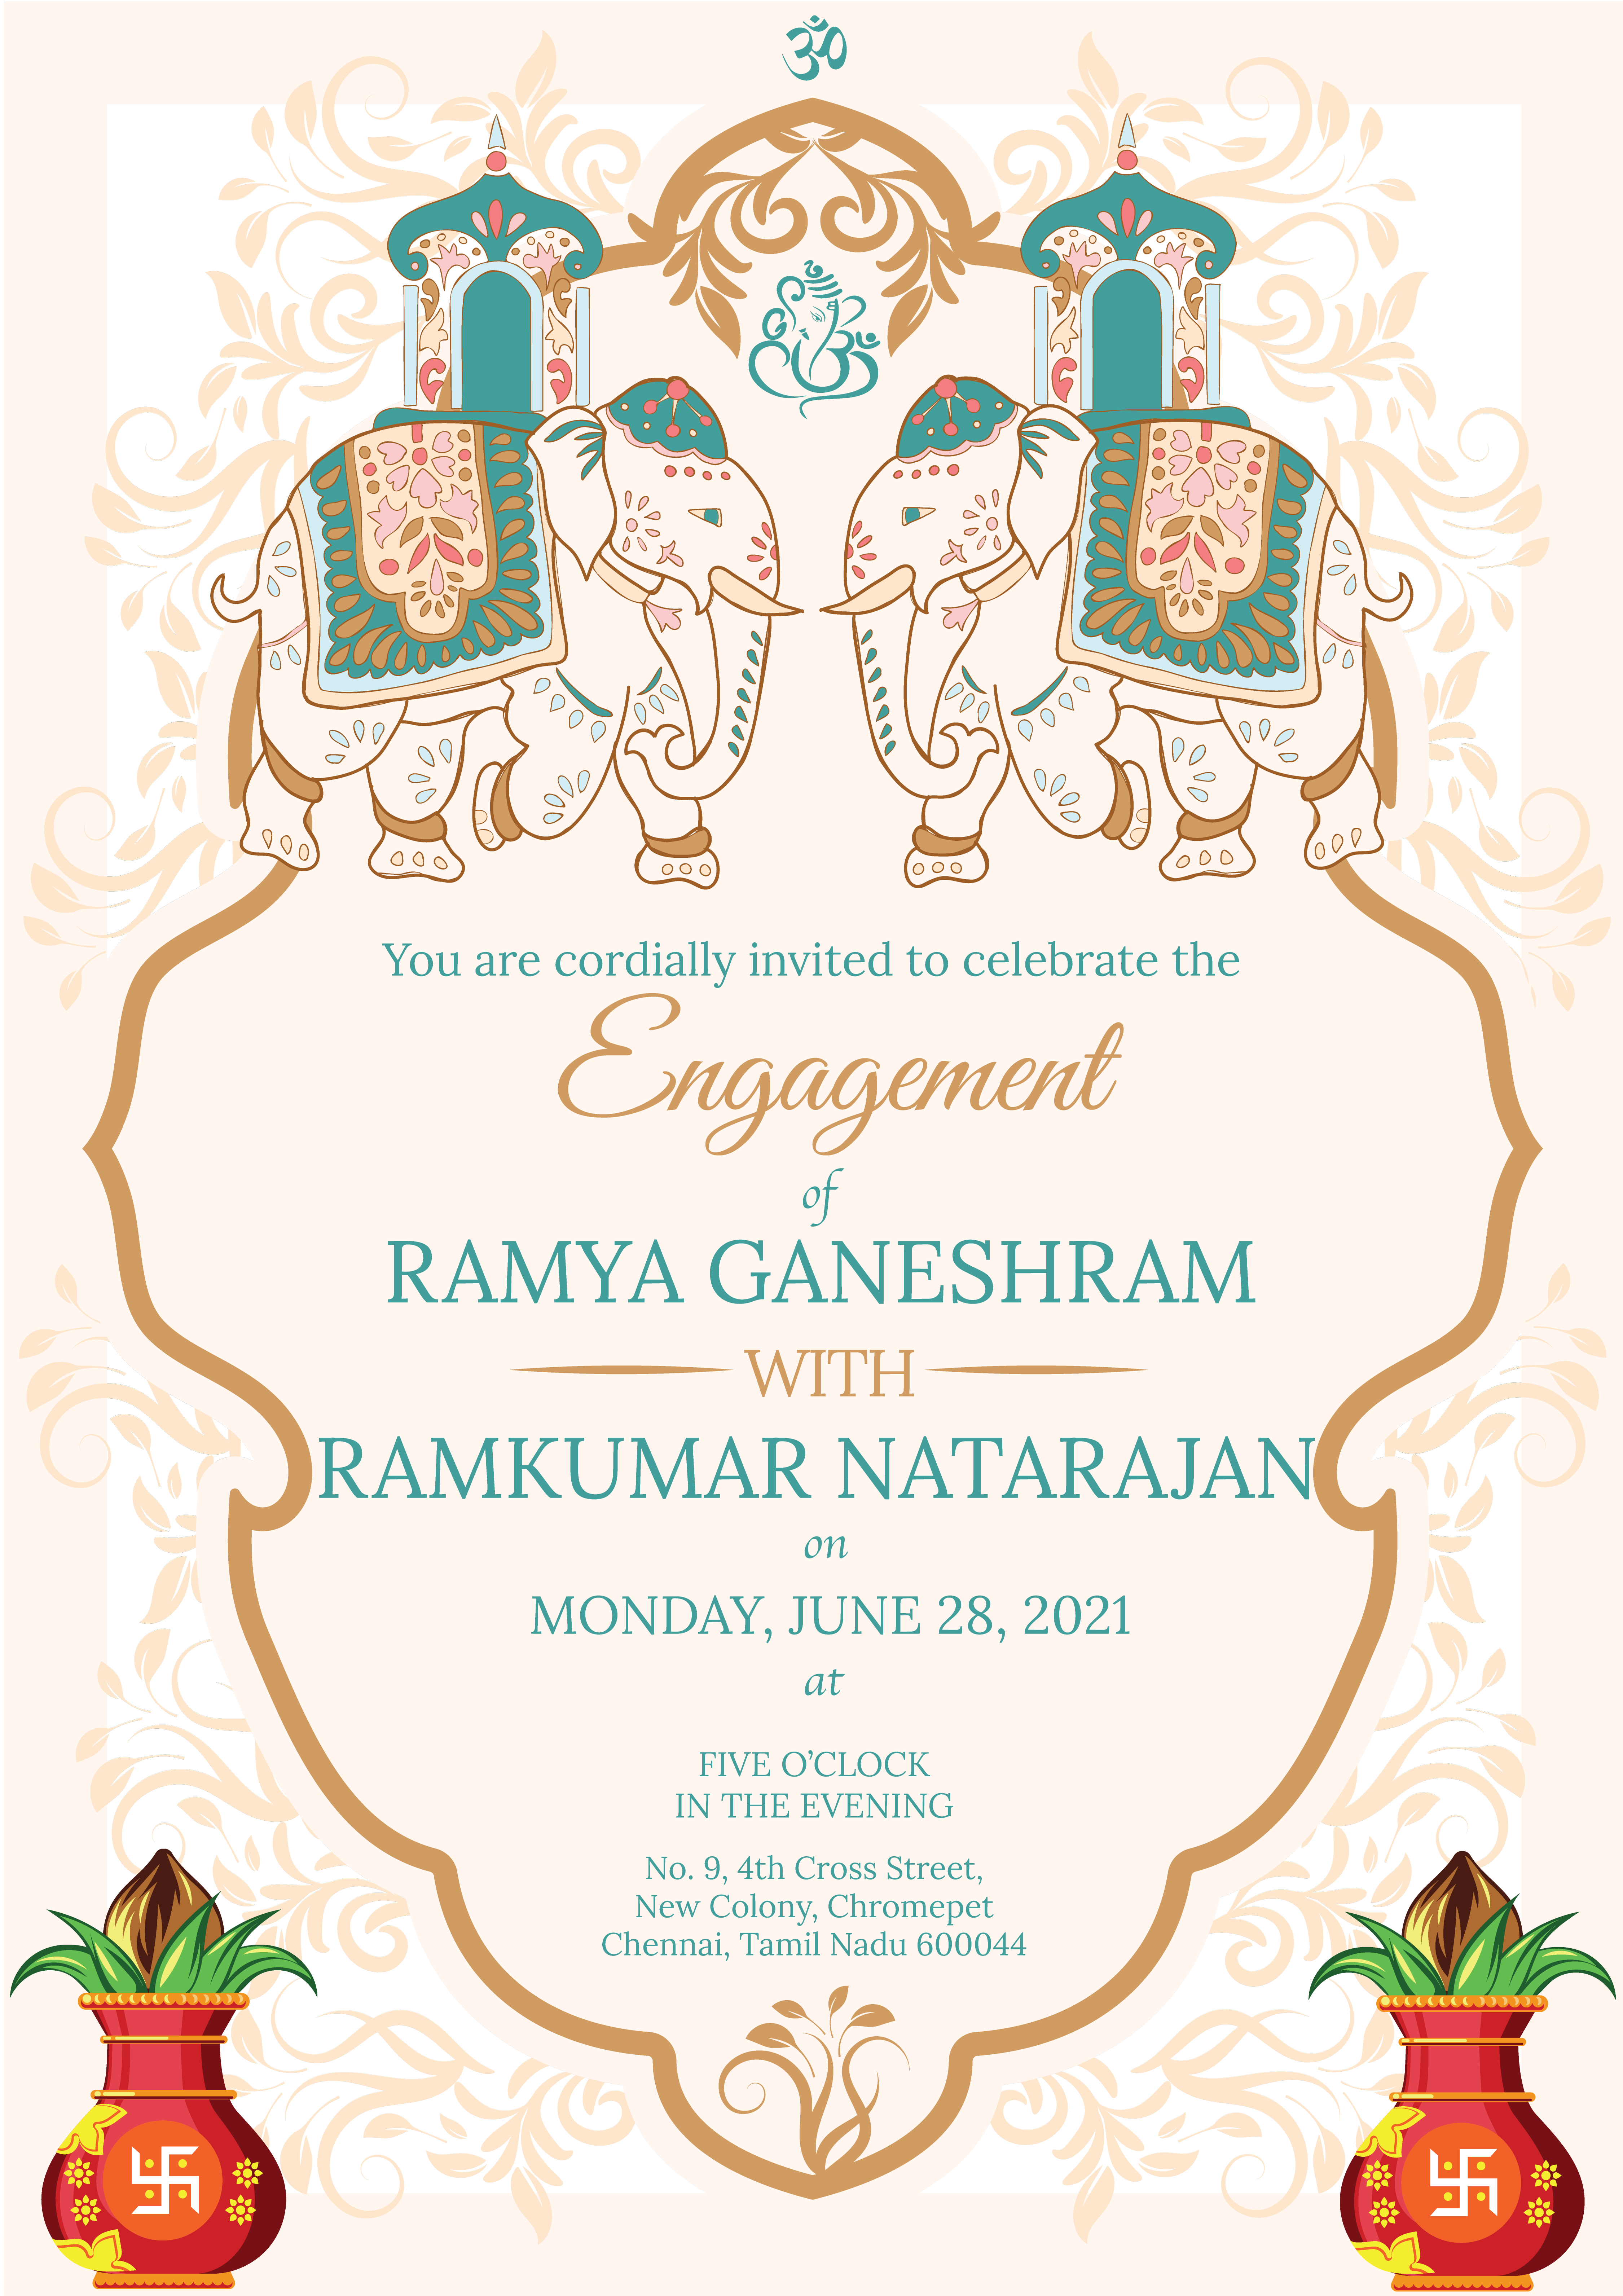 ॐ
You are cordially invited to celebrate the
Engagement
of
RAMYA GANESHRAM
WITH
RAMKUMAR NATARAJAN
on
MONDAY, JUNE 28, 2021
at
FIVE O’CLOCK
IN THE EVENING
No. 9, 4th Cross Street,
New Colony, Chromepet
Chennai, Tamil Nadu 600044